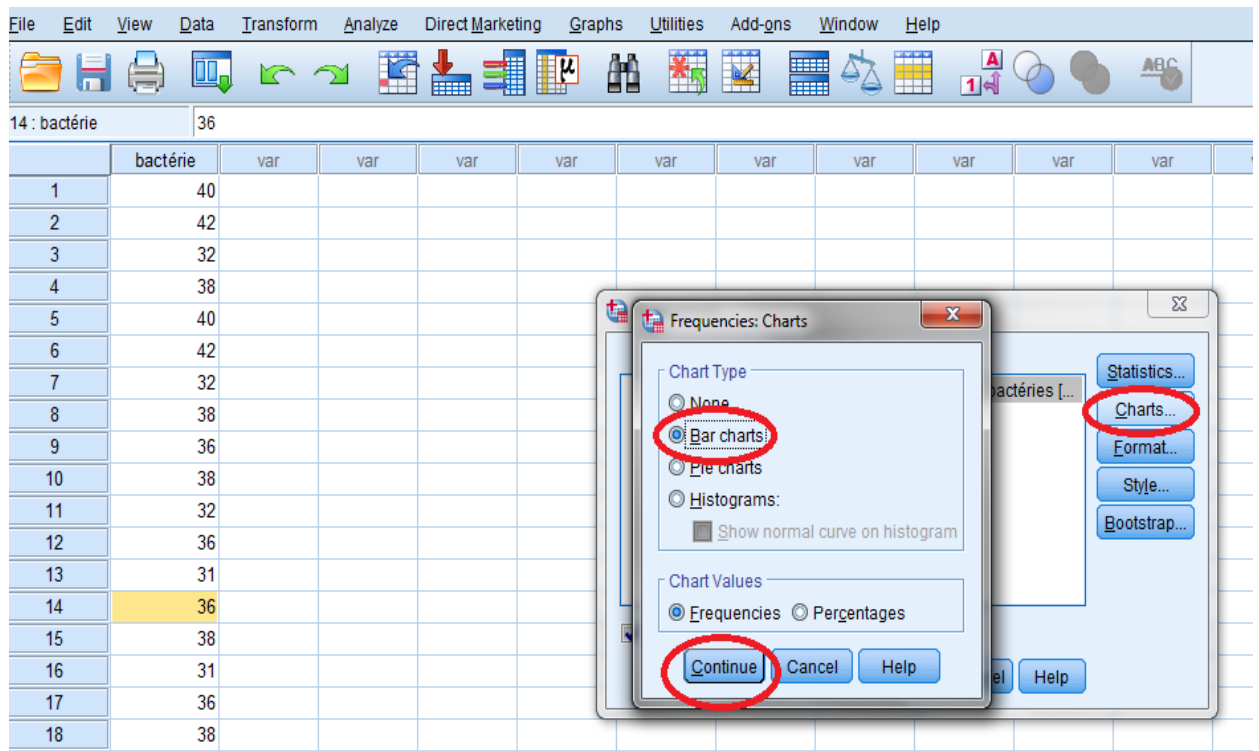 File Edit View Data Transform Analyze Direct Marketing Graphs Utilities Add-ons Window Help
A
1
μ
ABC
14 : bactérie 36
bactérie var var var var var var var var var var
1 40
2 42
3 32
4 38
5 40
6 42
7 32
8 38
9 36
10 38
11 32
12 36
13 31
14 36
15 38
16 31
17 36
18 38
Frequencies: Charts
Chart Type
None
Bar charts
Pie charts
Histograms:
Show normal curve on histogram
Chart Values
Frequencies Percentages
Continue Cancel Help
bactéries [...
Statistics...
Charts...
Format...
Style...
Bootstrap...
Help